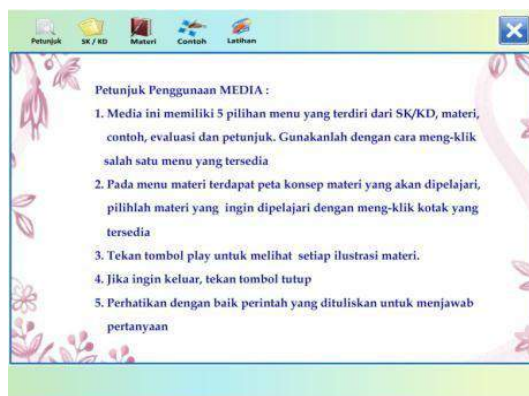 Petunjuk SK / KD Materi Contoh Latihan
Petunjuk Penggunaan MEDIA :
1. Media ini memiliki 5 pilihan menu yang terdiri dari SK/KD, materi,
contoh, evaluasi dan petunjuk. Gunakanlah dengan cara meng-klik
salah satu menu yang tersedia
2. Pada menu materi terdapat peta konsep materi yang akan dipelajari,
pilihlah materi yang ingin dipelajari dengan meng-klik kotak yang
tersedia
3. Tekan tombol play untuk melihat setiap ilustrasi materi.
4. Jika ingin keluar, tekan tombol tutup
5. Perhatikan dengan baik perintah yang dituliskan untuk menjawab
pertanyaan